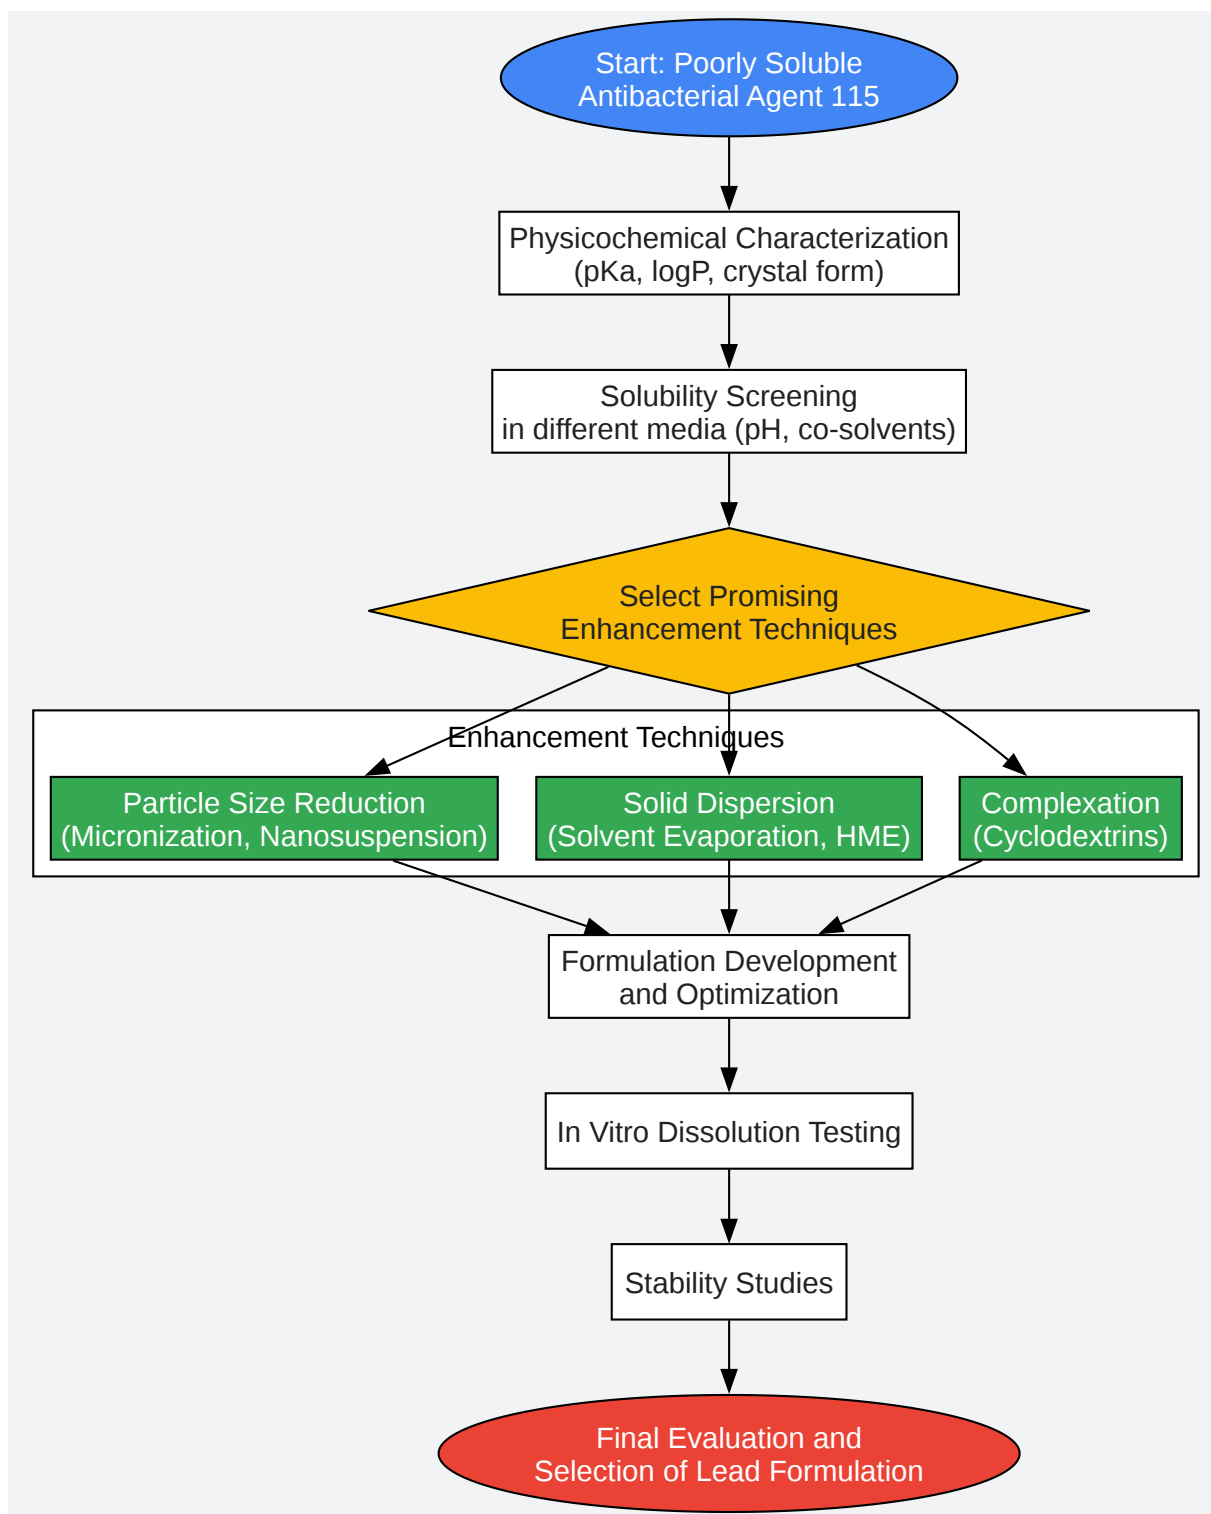 Start: Poorly Soluble
Antibacterial Agent 115
Physicochemical Characterization
(pKa, logP, crystal form)
Solubility Screening
in different media (pH, co-solvents)
Select Promising
Enhancement Techniques
Enhancement Techniques
Particle Size Reduction
(Micronization, Nanosuspension)
Solid Dispersion
(Solvent Evaporation, HME)
Complexation
(Cyclodextrins)
Formulation Development
and Optimization
In Vitro Dissolution Testing
Stability Studies
Final Evaluation and
Selection of Lead Formulation